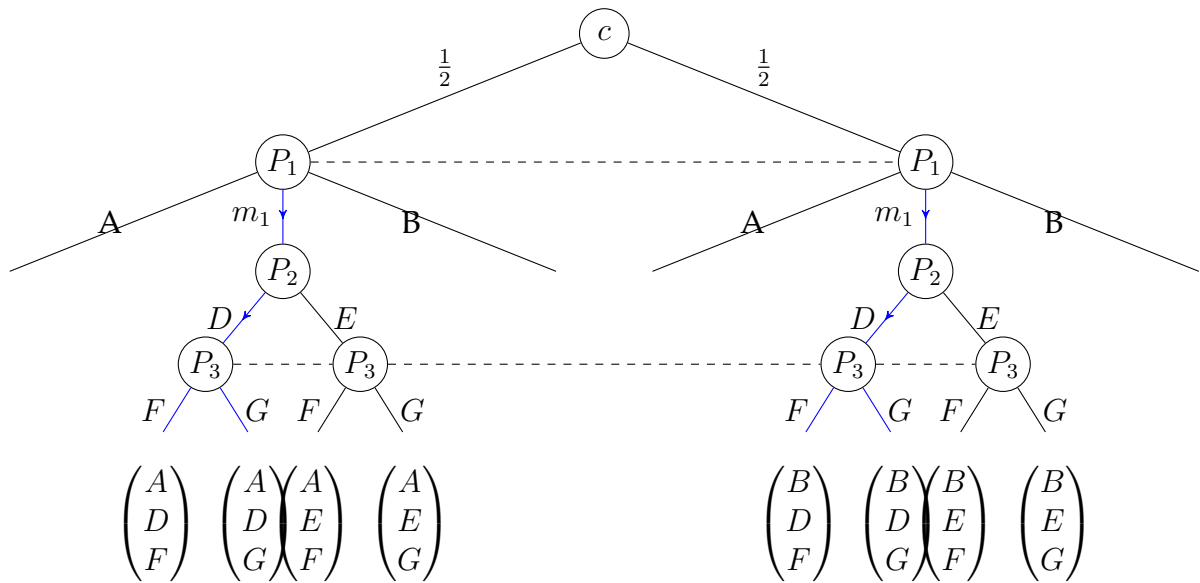 c
1/2 1/2
P₁ P₁
A m₁ B A m₁ B
P₂ P₂
D E D E
P₃ P₃ P₃ P₃
F G F G F G F G
(A D F) (A D G) (A E F) (A E G) (B D F) (B D G) (B E F) (B E G)